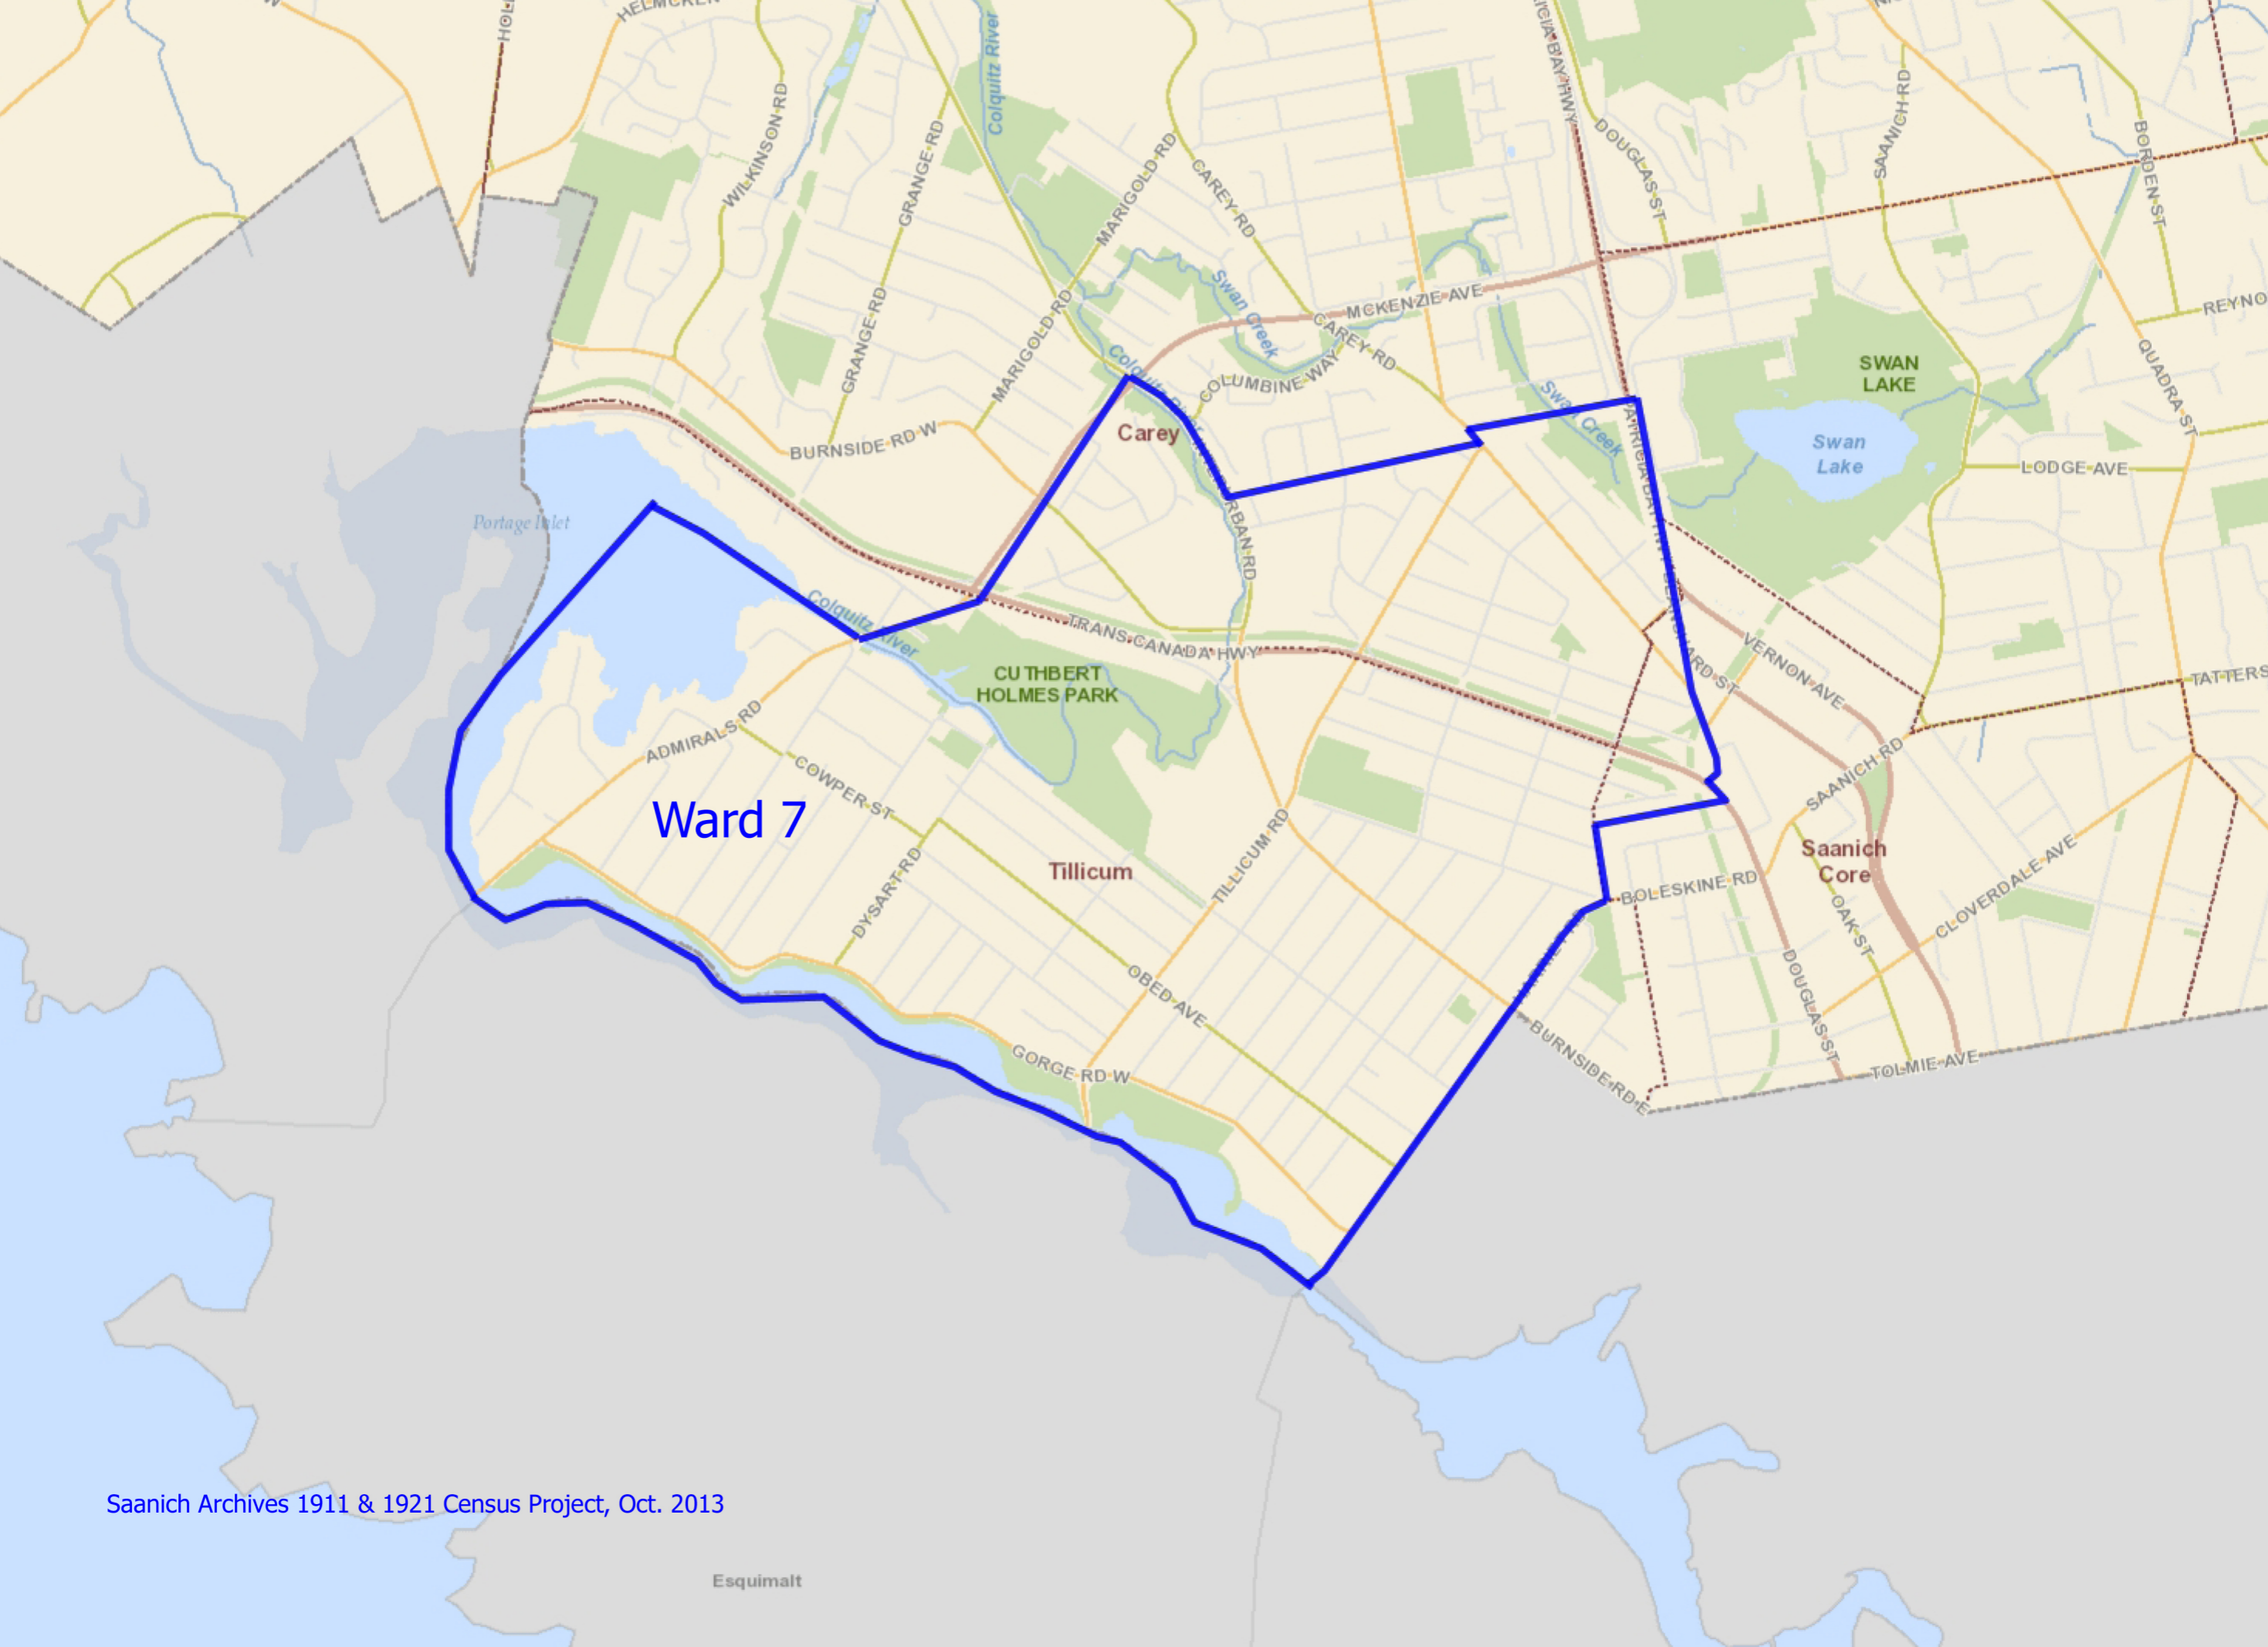 Colquitz River
WILKINSON RD
GRANGE RD
MARIGOLD RD
CAREY RD
DOUGLAS ST
SAANICH RD
BORDEN ST
Swan Creek
MCKENZIE AVE
CAREY RD
GRANGE RD
MARIGOLD RD
COLUMBINE WAY
SWAN
LAKE
QUADRA ST
Swan Creek
Carey
BURNSIDE RD W
Swan
Lake
LODGE AVE
Portage Inlet
Colquitz River
TRANS CANADA HWY
VERNON AVE
CUTHBERT
HOLMES PARK
ADMIRALS RD
COWPER ST
SAANICH RD
Ward 7
TILLICUM RD
Saanich
Core
Tillicum
DYSART RD
BOLESKINE RD
OAK ST
CLOVERDALE AVE
OBED AVE
DOUGLAS ST
GORGE RD W
BURNSIDE RD E
TOLMIE AVE
Saanich Archives 1911 & 1921 Census Project, Oct. 2013
Esquimalt